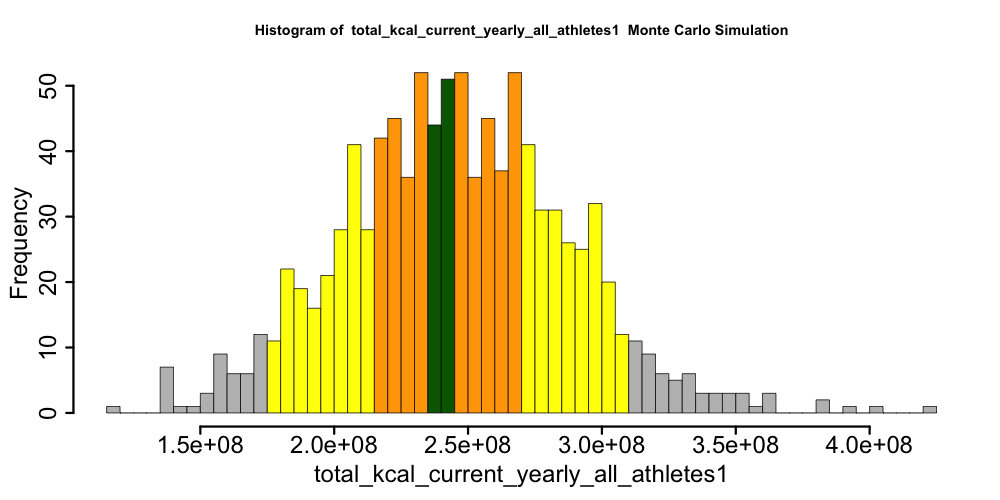 Histogram of  total_kcal_current_yearly_all_athletes1  Monte Carlo Simulation
Frequency
50
40
30
20
10
0
1.5e+08 2.0e+08 2.5e+08 3.0e+08 3.5e+08 4.0e+08
total_kcal_current_yearly_all_athletes1